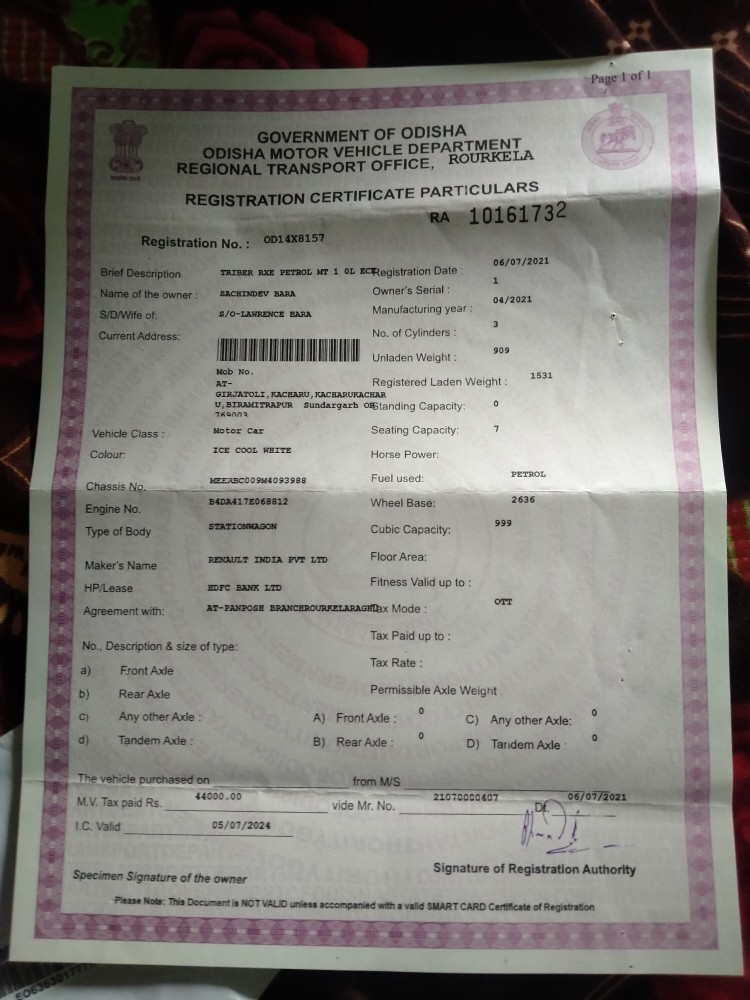 Page 1 of 1
GOVERNMENT OF ODISHA
ODISHA MOTOR VEHICLE DEPARTMENT
REGIONAL TRANSPORT OFFICE, ROURKELA
REGISTRATION CERTIFICATE PARTICULARS
RA 10161732
Registration No. : OD14X8157
Brief Description TRIBER RXE PETROL MT 1 0L ECE Registration Date : 06/07/2021
Name of the owner : SACHINDEV BARA Owner's Serial : 1
S/D/Wife of: S/O-LAWRENCE BARA Manufacturing year : 04/2021
Current Address: No. of Cylinders : 3
Unladen Weight : 909
Mob No.
AT- Registered Laden Weight : 1531
GIRJATOLI,KACHARU,KACHARUKACHAR
U,BIRAMITRAPUR Sundargarh OR Standing Capacity: 0
769003
Vehicle Class : Motor Car Seating Capacity: 7
Colour: ICE COOL WHITE Horse Power:
Chassis No. MEERBC009M4093988 Fuel used: PETROL
Engine No. B4DA417E068812 Wheel Base: 2636
Type of Body STATIONWAGON Cubic Capacity: 999
Maker's Name RENAULT INDIA PVT LTD Floor Area:
HP/Lease HDFC BANK LTD Fitness Valid up to :
Agreement with: AT-PANPOSH BRANCHROURKELARAGHU Tax Mode : OTT
No., Description & size of type: Tax Paid up to :
a) Front Axle Tax Rate :
b) Rear Axle Permissible Axle Weight
c) Any other Axle : A) Front Axle : 0 C) Any other Axle: 0
d) Tandem Axle : B) Rear Axle : 0 D) Tandem Axle : 0
The vehicle purchased on from M/S
M.V. Tax paid Rs. 44000.00 vide Mr. No. 21070000407 Dt. 06/07/2021
I.C. Valid 05/07/2024
Specimen Signature of the owner Signature of Registration Authority
Please Note: This Document is NOT VALID unless accompanied with a valid SMART CARD Certificate of Registration